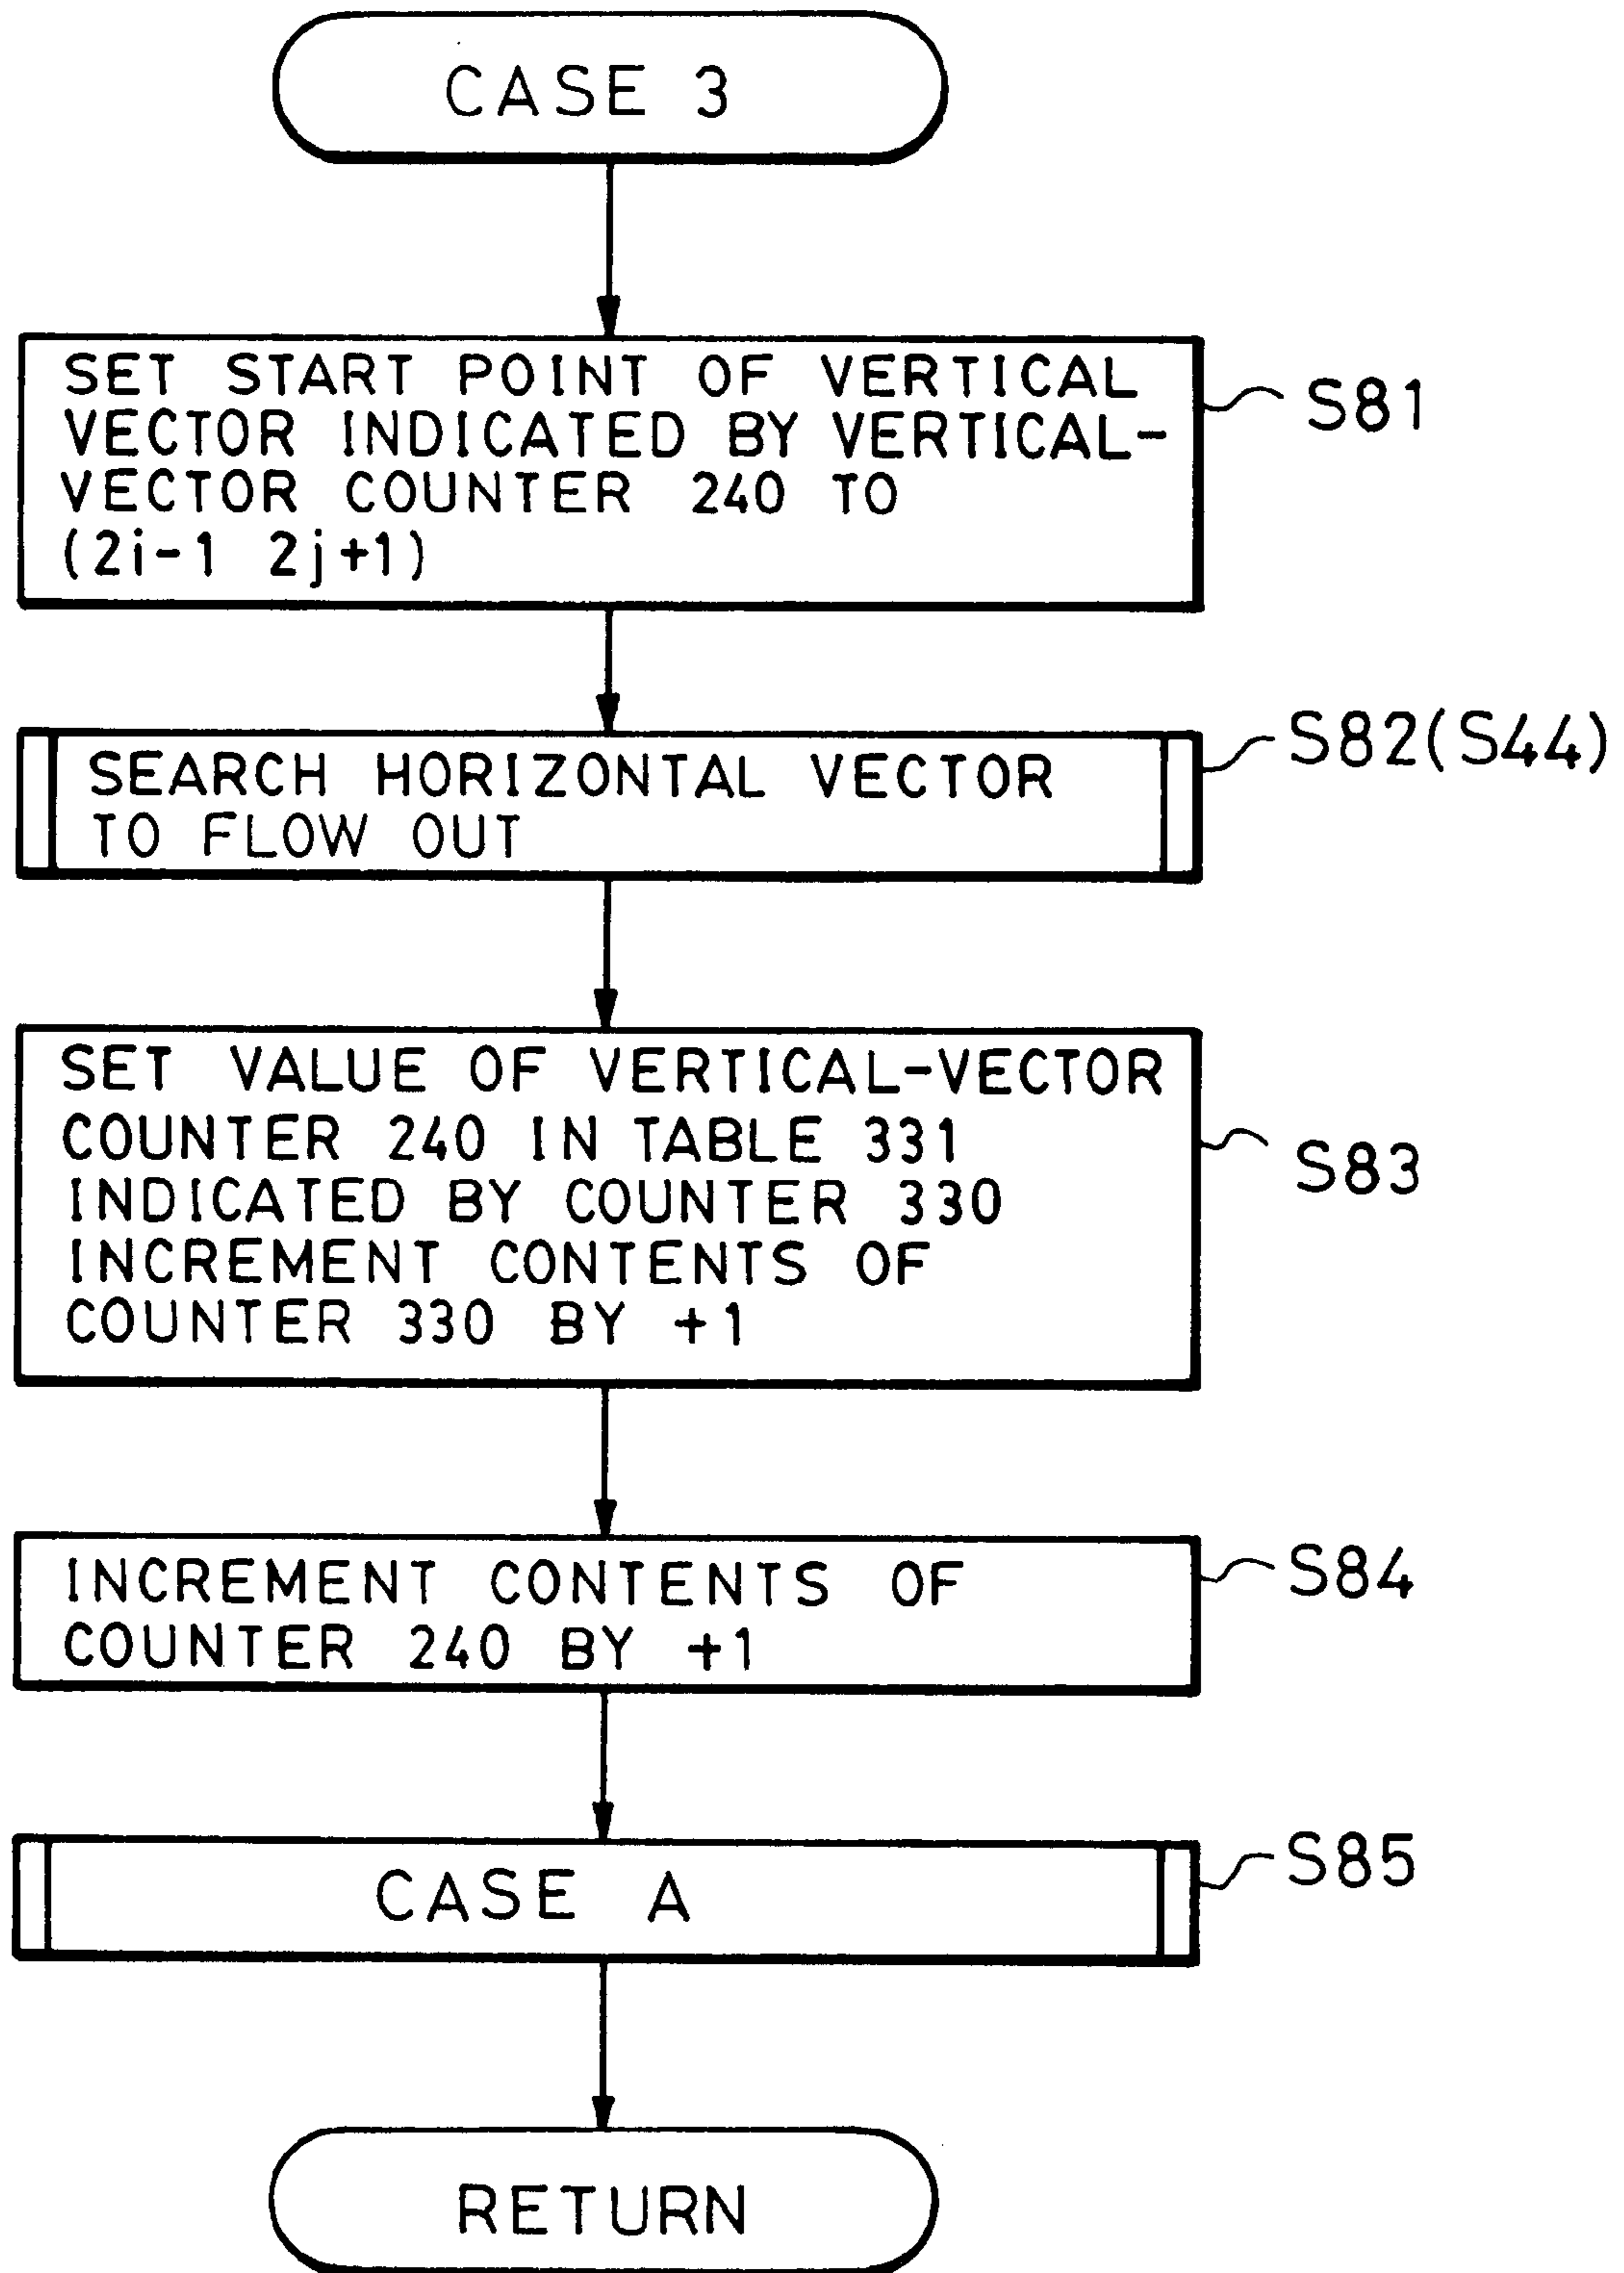 CASE 3
SET START POINT OF VERTICAL
VECTOR INDICATED BY VERTICAL-
VECTOR COUNTER 240 TO
(2i-1 2j+1)
S81
SEARCH HORIZONTAL VECTOR
TO FLOW OUT
S82(S44)
SET VALUE OF VERTICAL-VECTOR
COUNTER 240 IN TABLE 331
INDICATED BY COUNTER 330
INCREMENT CONTENTS OF
COUNTER 330 BY +1
S83
INCREMENT CONTENTS OF
COUNTER 240 BY +1
S84
CASE A
S85
RETURN